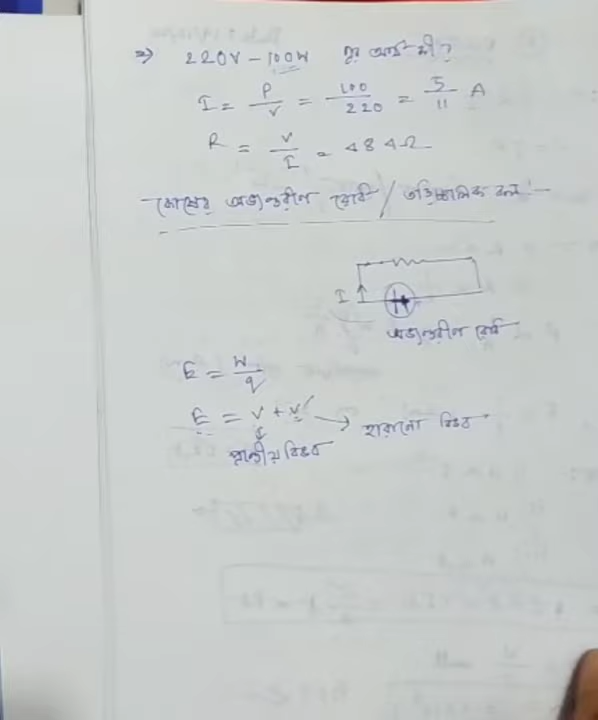 ⇒ 220V - 100W এর অর্থ কী?
I = P/V = 100/220 = 5/11 A
R = V/I = 484Ω
কোষের অভ্যন্তরীন রোধ / তড়িচ্চালক বল :-
I
অভ্যন্তরীন রোধ
E = W/q
E = V + V′ → হারানো বিভব
প্রান্তীয় বিভব